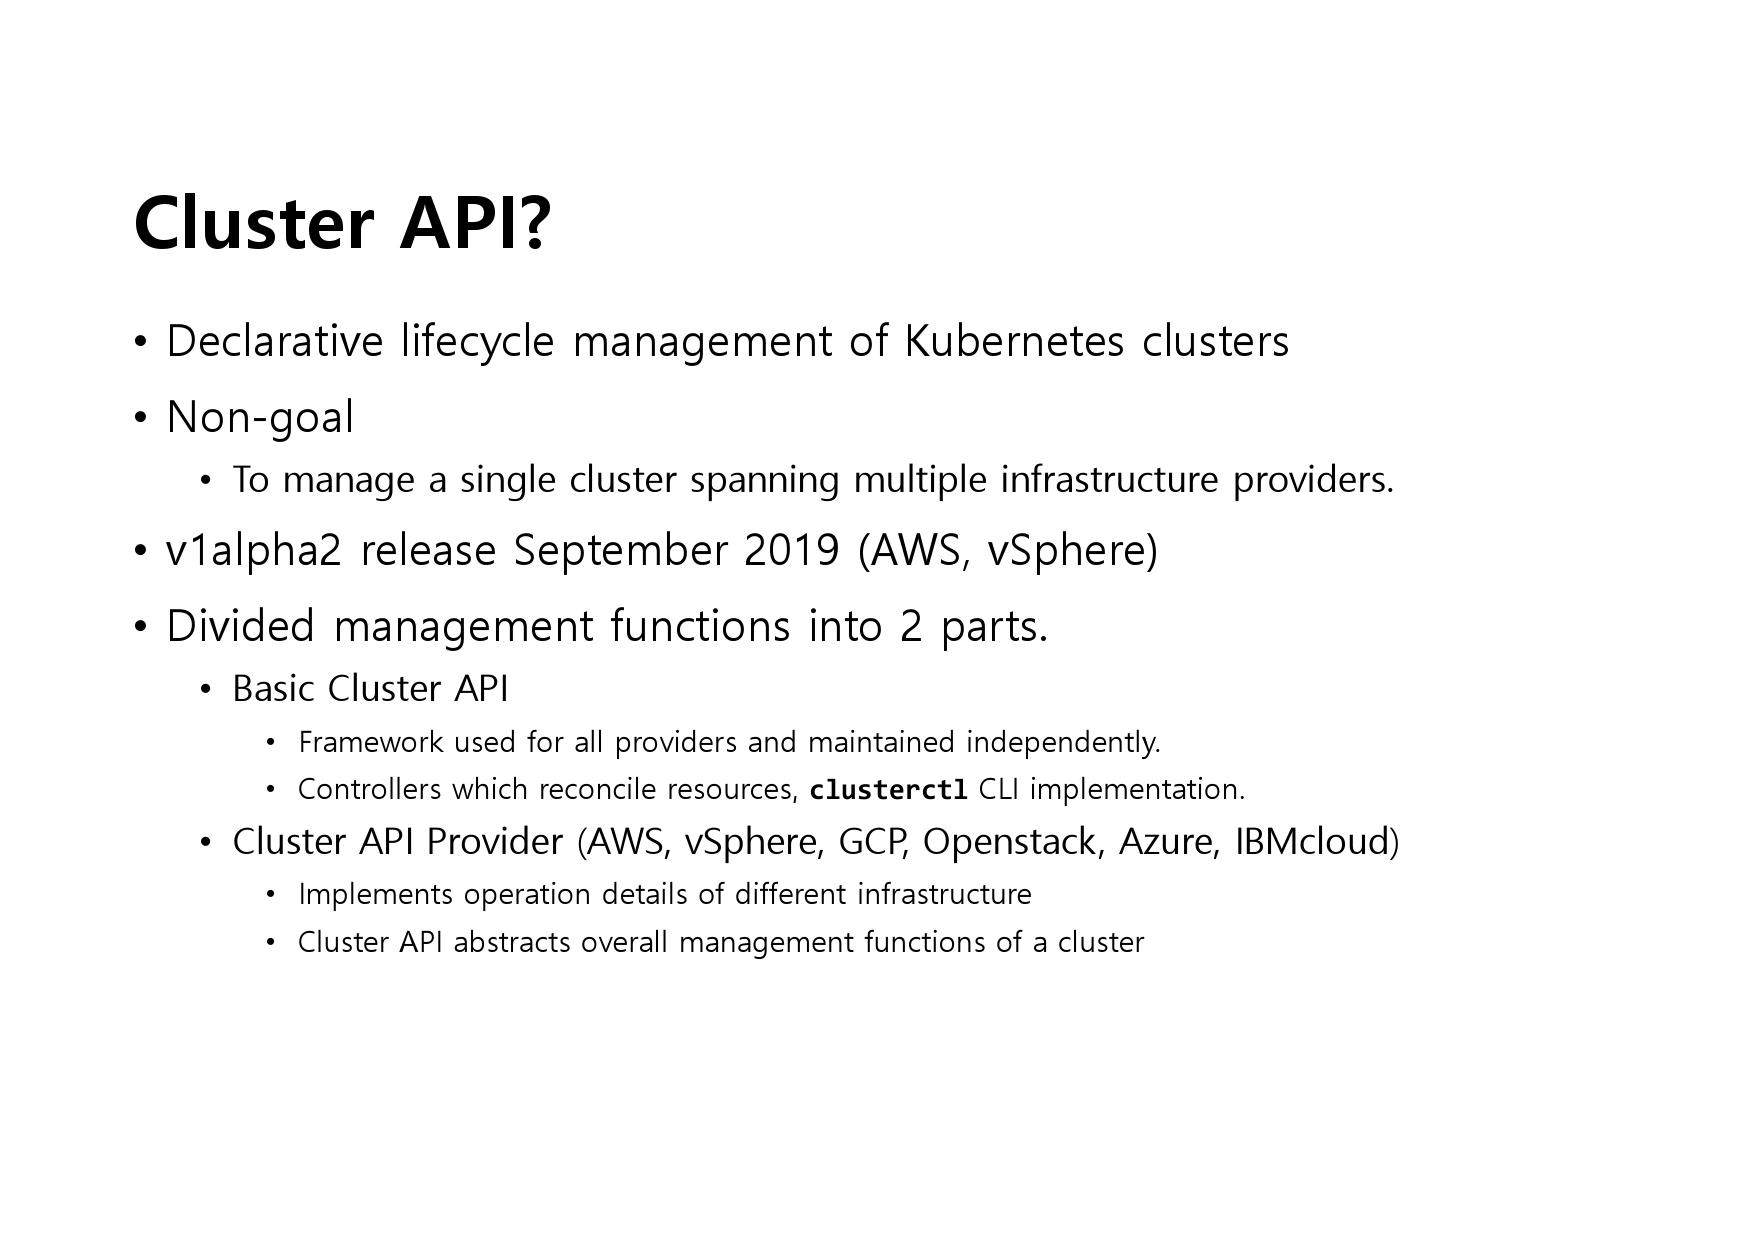 Cluster API?
• Declarative lifecycle management of Kubernetes clusters
• Non-goal
• To manage a single cluster spanning multiple infrastructure providers.
• v1alpha2 release September 2019 (AWS, vSphere)
• Divided management functions into 2 parts.
• Basic Cluster API
• Framework used for all providers and maintained independently.
• Controllers which reconcile resources, clusterctl CLI implementation.
• Cluster API Provider (AWS, vSphere, GCP, Openstack, Azure, IBMcloud)
• Implements operation details of different infrastructure
• Cluster API abstracts overall management functions of a cluster